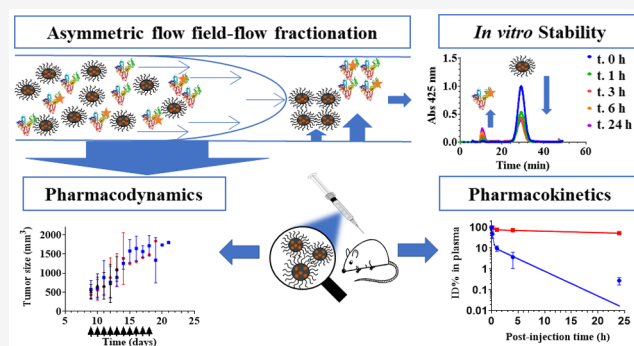 Asymmetric flow field-flow fractionation
In vitro Stability
Abs 425 nm
1.5
1.0
0.5
0.0
0
20
40
60
Time (min)
t. 0 h
t. 1 h
t. 3 h
t. 6 h
t. 24 h
Pharmacodynamics
Tumor size (mm³)
2000
1500
1000
500
0
5
10
15
20
25
Time (days)
Pharmacokinetics
ID% in plasma
100
10
1
0.1
0.01
0
5
10
15
20
25
Post-injection time (h)